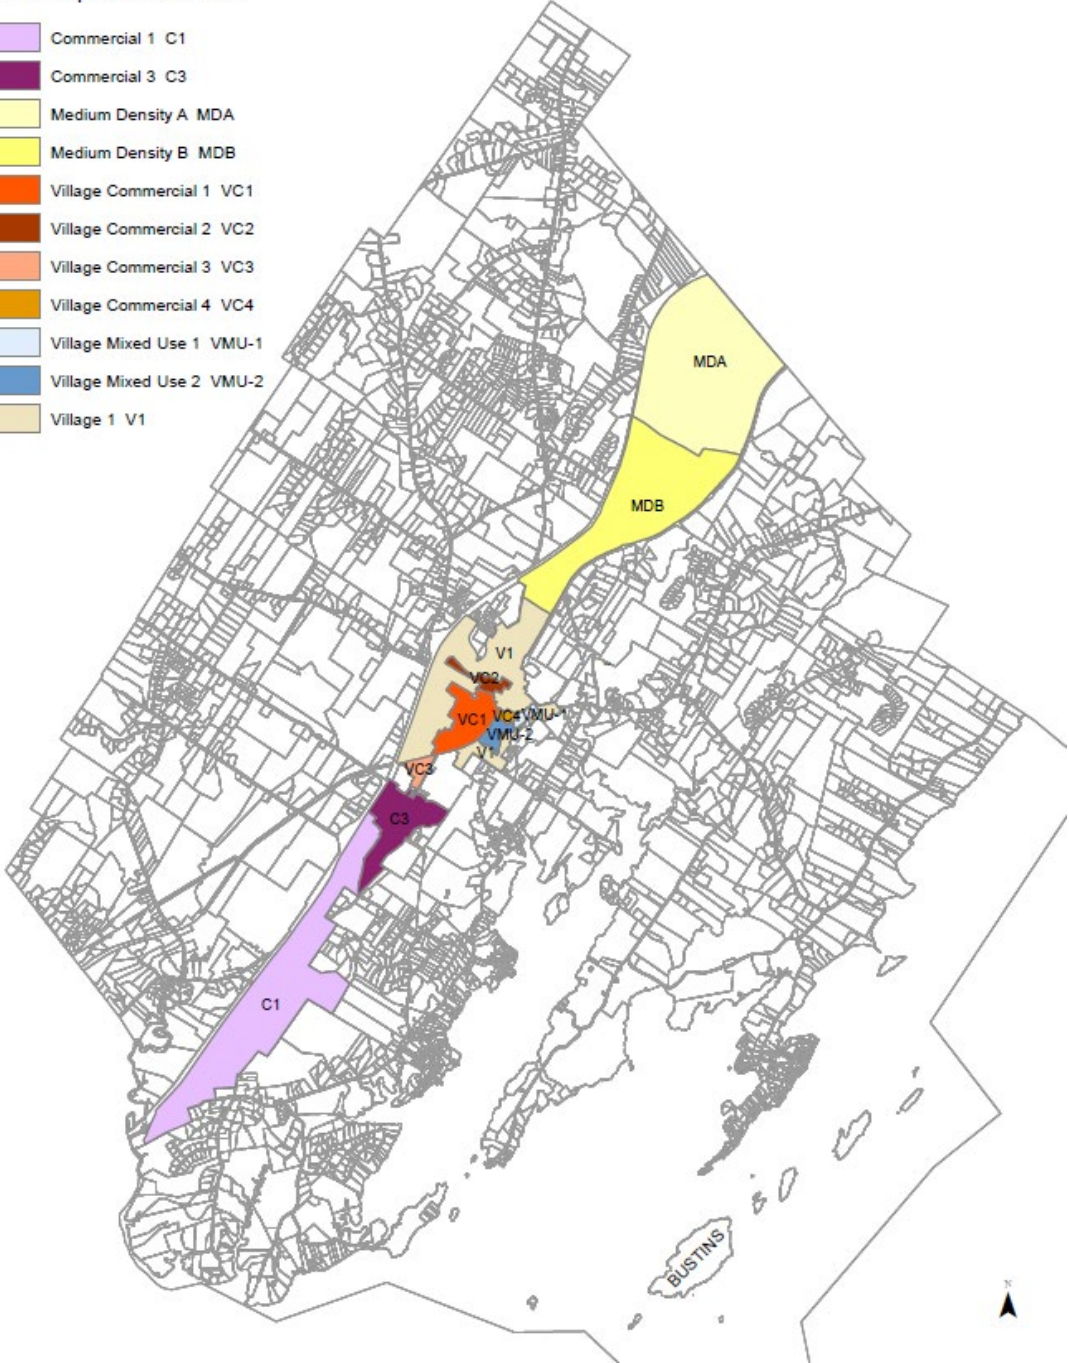 Commercial 1 C1
Commercial 3 C3
Medium Density A MDA
Medium Density B MDB
Village Commercial 1 VC1
Village Commercial 2 VC2
Village Commercial 3 VC3
Village Commercial 4 VC4
Village Mixed Use 1 VMU-1
Village Mixed Use 2 VMU-2
Village 1 V1
MDA
MDB
V1
VC2
VC1
VC4
VMU-1
VMU-2
V1
VC3
C3
C1
BUSTINS
N